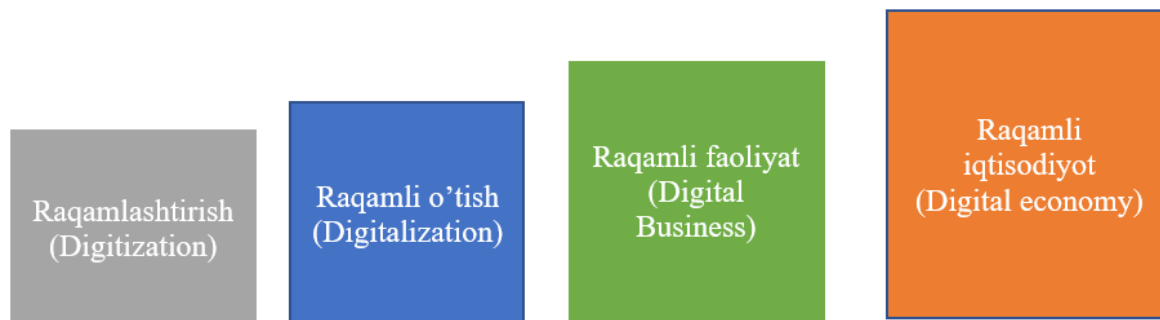 Raqamlashtirish
(Digitization)
Raqamli o’tish
(Digitalization)
Raqamli faoliyat
(Digital
Business)
Raqamli
iqtisodiyot
(Digital economy)